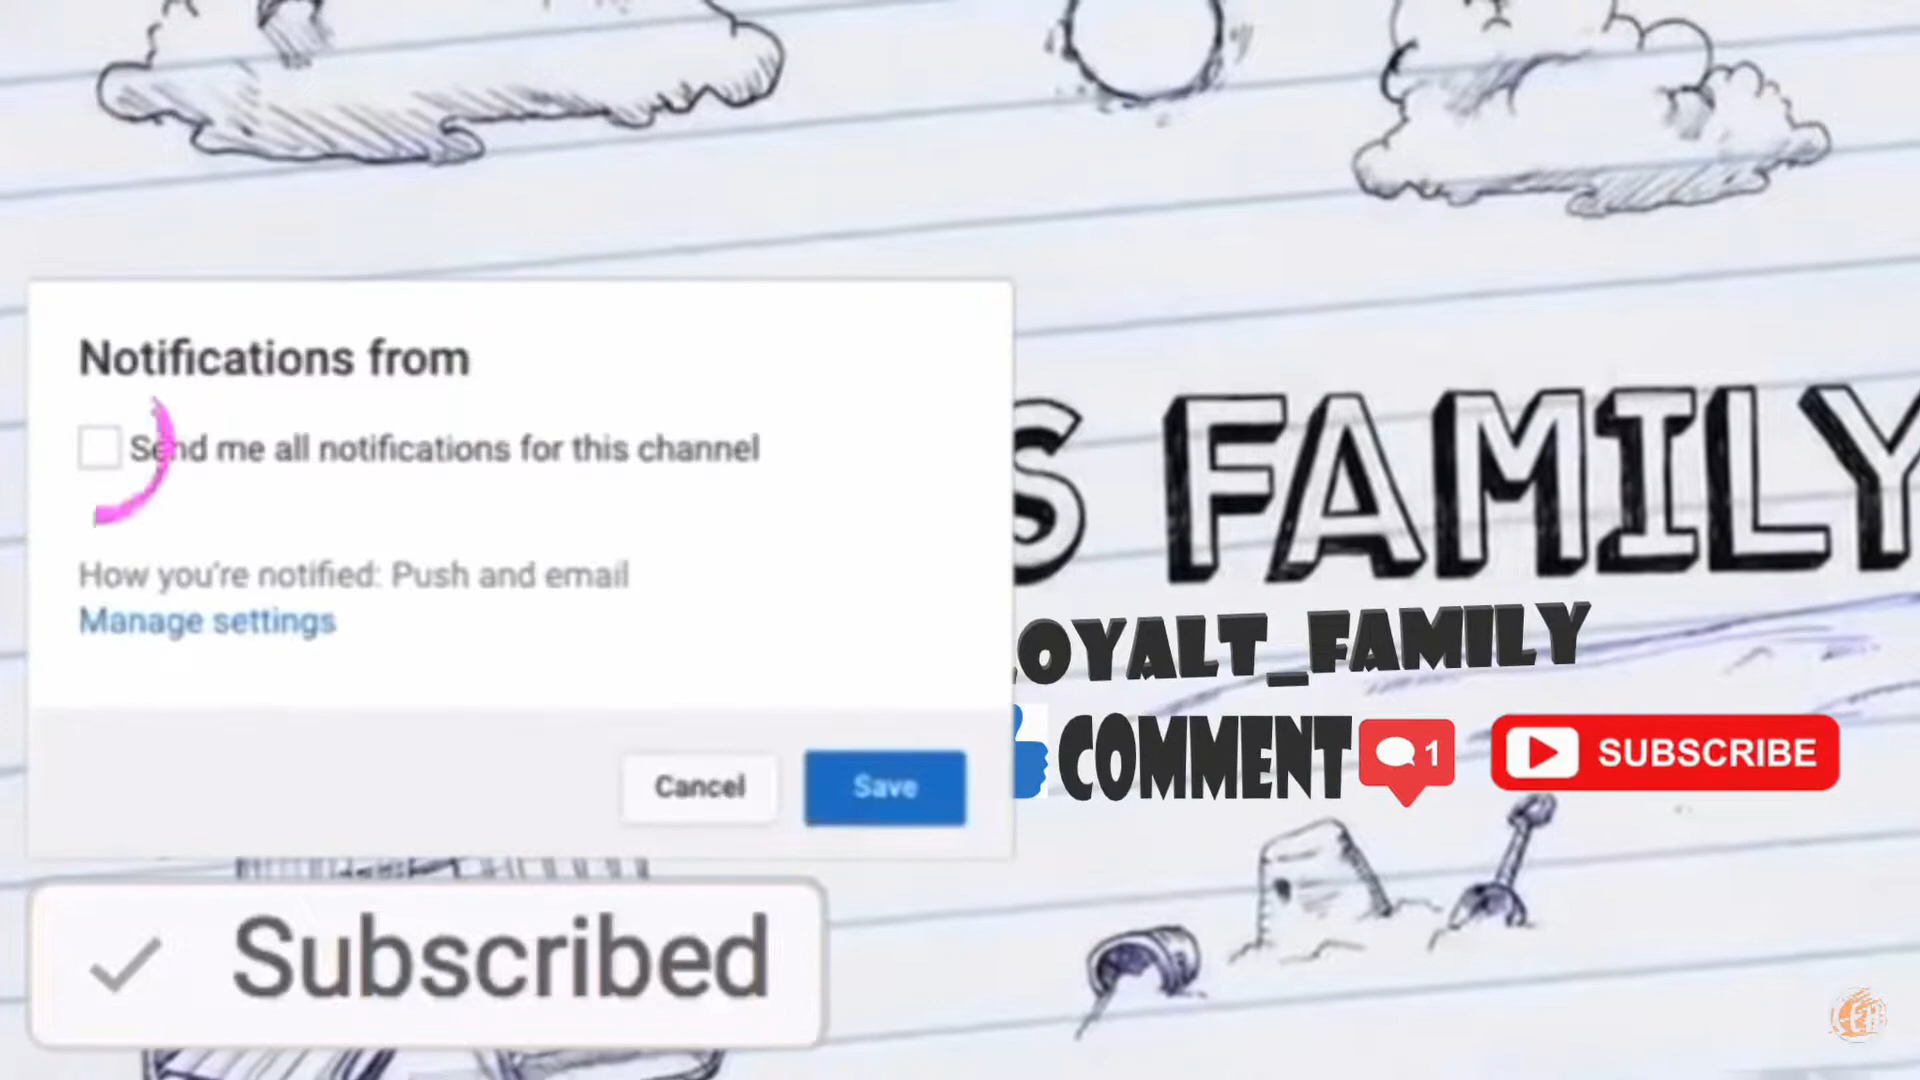 Notifications from
Send me all notifications for this channel
How you're notified: Push and email
Manage settings
Cancel
Save
S FAMILY
OYALT_FAMILY
COMMENT
1
SUBSCRIBE
Subscribed